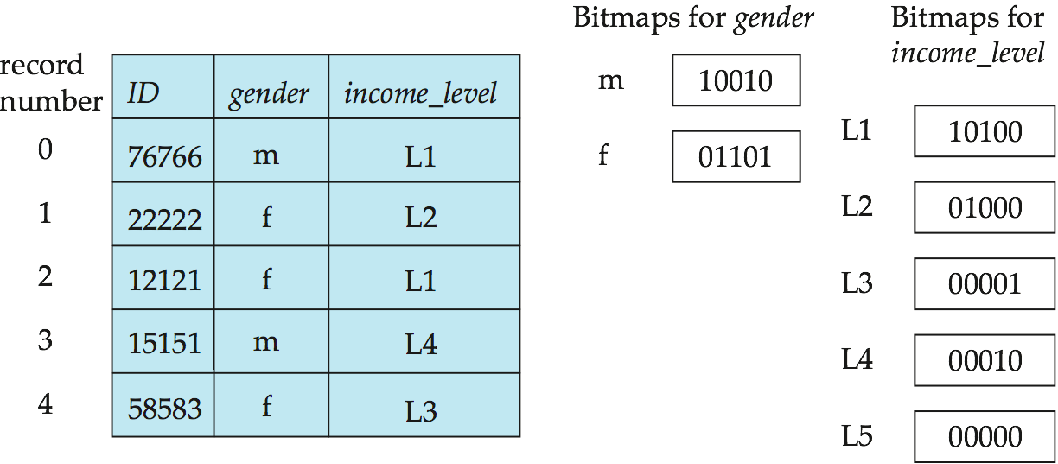 record
number
ID gender income_level
0 76766 m L1
1 22222 f L2
2 12121 f L1
3 15151 m L4
4 58583 f L3
Bitmaps for gender
m 10010
f 01101
Bitmaps for
income_level
L1 10100
L2 01000
L3 00001
L4 00010
L5 00000